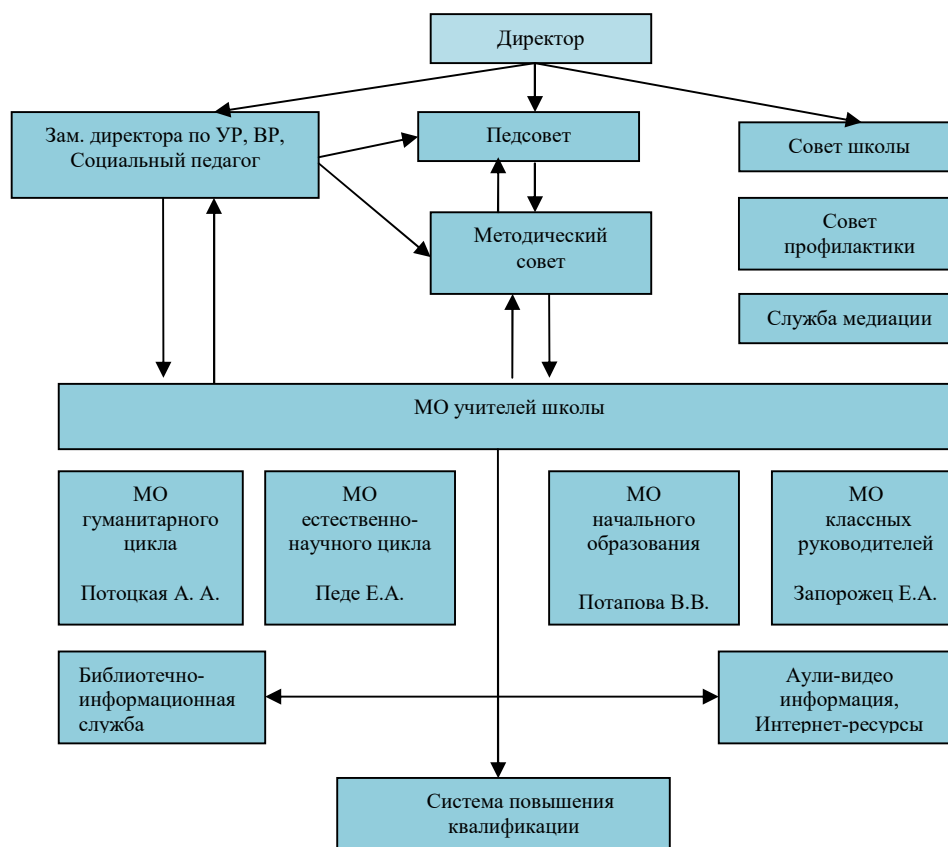 Директор
Зам. директора по УР, ВР,
Социальный педагог
Педсовет
Совет школы
Совет
профилактики
Методический
совет
Служба медиации
МО учителей школы
МО
гуманитарного
цикла
Потоцкая А. А.
МО
естественно-
научного цикла
Педе Е.А.
МО
начального
образования
Потапова В.В.
МО
классных
руководителей
Запорожец Е.А.
Библиотечно-
информационная
служба
Аули-видео
информация,
Интернет-ресурсы
Система повышения
квалификации